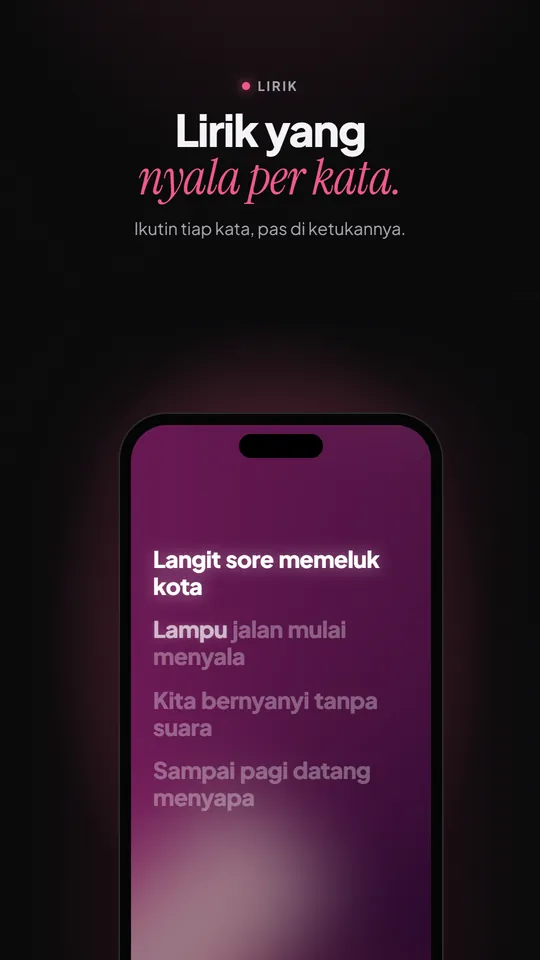 LIRIK
Lirik yang
nyala per kata.
Ikutin tiap kata, pas di ketukannya.
Langit sore memeluk
kota
Lampu jalan mulai
menyala
Kita bernyanyi tanpa
suara
Sampai pagi datang
menyapa